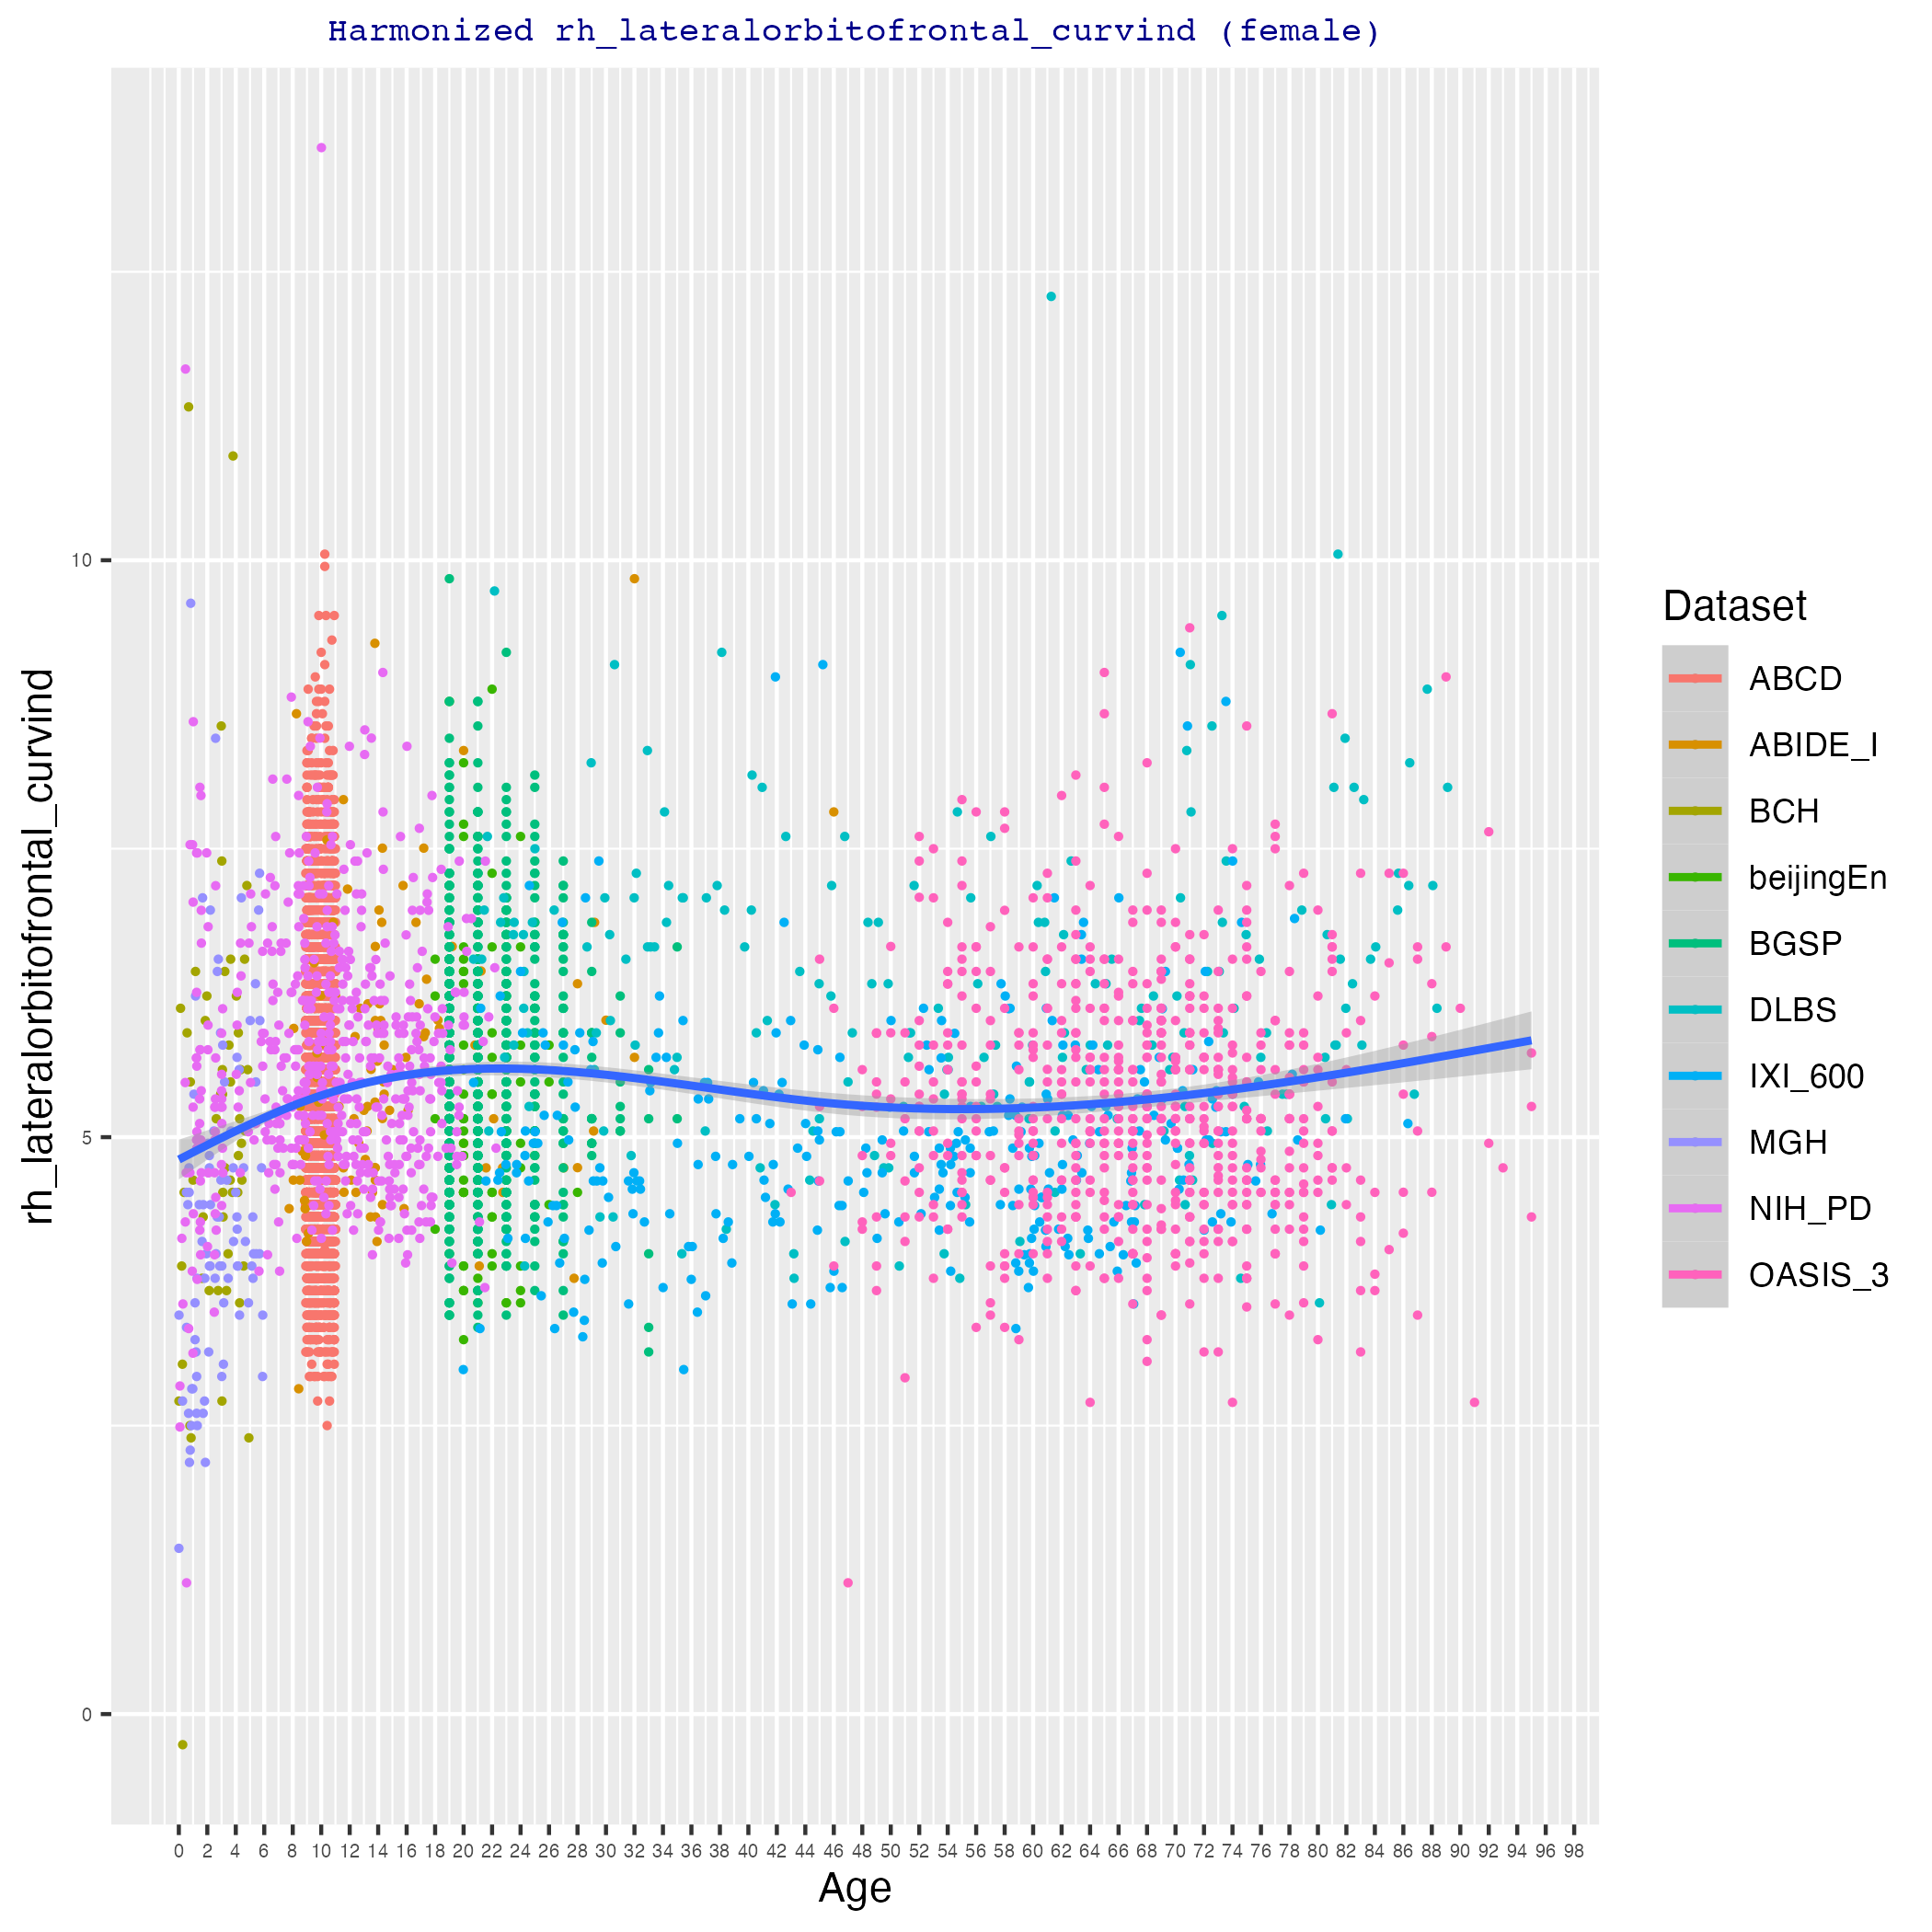 Harmonized rh_lateralorbitofrontal_curvind (female)
rh_lateralorbitofrontal_curvind
10
5
0
0 2 4 6 8 10 12 14 16 18 20 22 24 26 28 30 32 34 36 38 40 42 44 46 48 50 52 54 56 58 60 62 64 66 68 70 72 74 76 78 80 82 84 86 88 90 92 94 96 98
Age
Dataset
ABCD
ABIDE_I
BCH
beijingEn
BGSP
DLBS
IXI_600
MGH
NIH_PD
OASIS_3